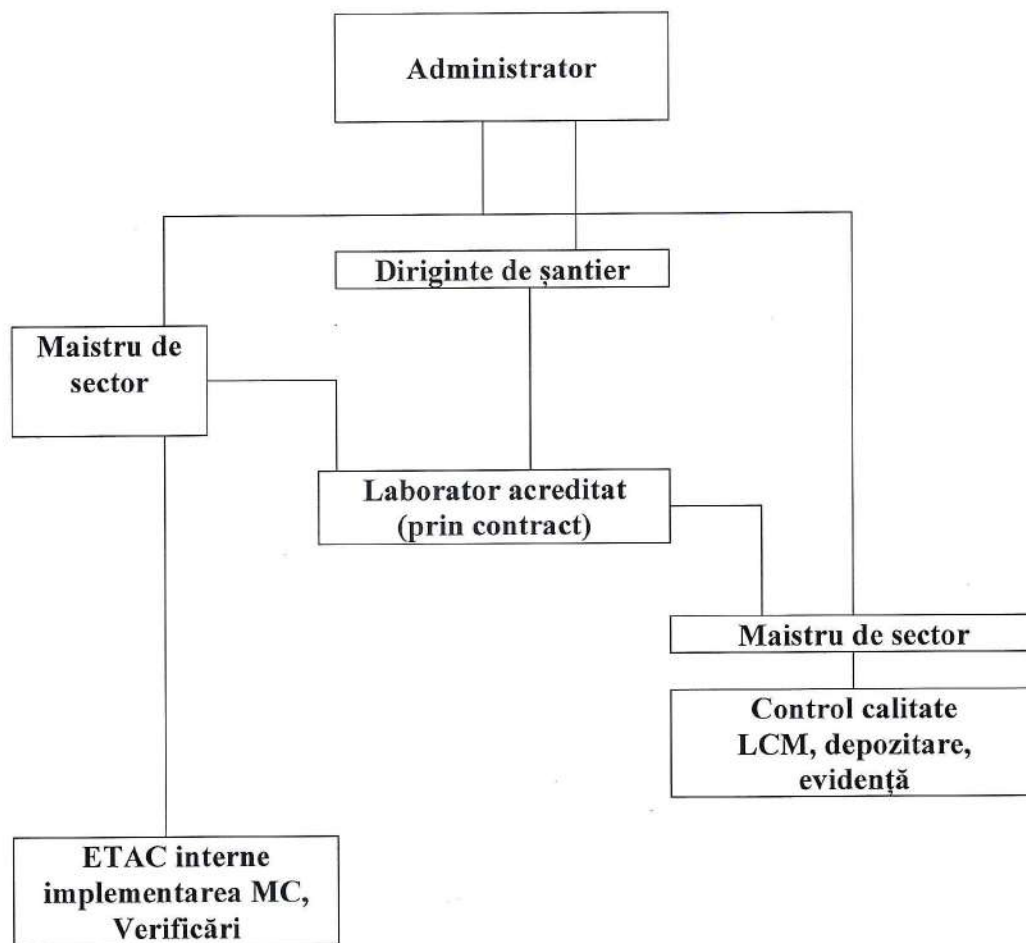 Administrator
Diriginte de șantier
Maistru de
sector
Laborator acreditat
(prin contract)
Maistru de sector
Control calitate
LCM, depozitare,
evidență
ETAC interne
implementarea MC,
Verificări